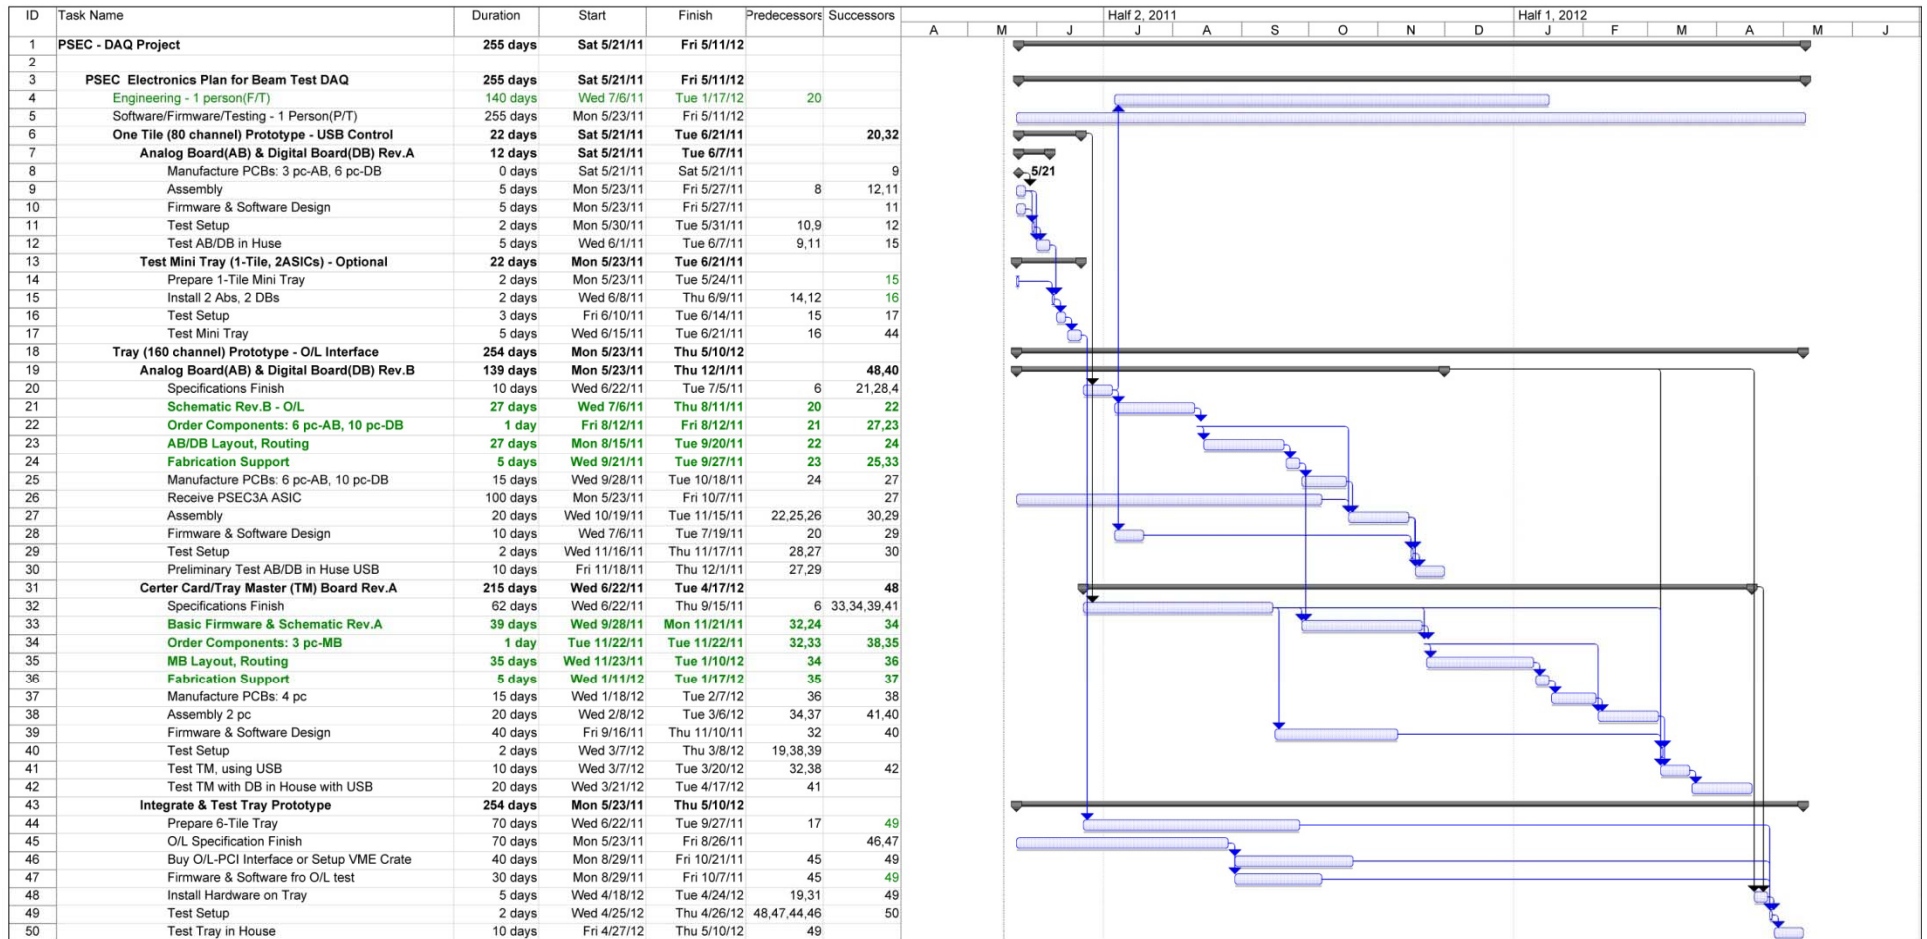 ID Task Name Duration Start Finish Predecessors Successors Half 2, 2011 Half 1, 2012
A M J J A S O N D J F M A M J
1 PSEC - DAQ Project 255 days Sat 5/21/11 Fri 5/11/12
2
3 PSEC Electronics Plan for Beam Test DAQ 255 days Sat 5/21/11 Fri 5/11/12
4 Engineering - 1 person(F/T) 140 days Wed 7/6/11 Tue 1/17/12 20
5 Software/Firmware/Testing - 1 Person(P/T) 255 days Mon 5/23/11 Fri 5/11/12
6 One Tile (80 channel) Prototype - USB Control 22 days Sat 5/21/11 Tue 6/21/11 20,32
7 Analog Board(AB) & Digital Board(DB) Rev.A 12 days Sat 5/21/11 Tue 6/7/11
8 Manufacture PCBs: 3 pc-AB, 6 pc-DB 0 days Sat 5/21/11 Sat 5/21/11 9 5/21
9 Assembly 5 days Mon 5/23/11 Fri 5/27/11 8 12,11
10 Firmware & Software Design 5 days Mon 5/23/11 Fri 5/27/11 11
11 Test Setup 2 days Mon 5/30/11 Tue 5/31/11 10,9 12
12 Test AB/DB in Huse 5 days Wed 6/1/11 Tue 6/7/11 9,11 15
13 Test Mini Tray (1-Tile, 2ASICs) - Optional 22 days Mon 5/23/11 Tue 6/21/11
14 Prepare 1-Tile Mini Tray 2 days Mon 5/23/11 Tue 5/24/11 15
15 Install 2 Abs, 2 DBs 2 days Wed 6/8/11 Thu 6/9/11 14,12 16
16 Test Setup 3 days Fri 6/10/11 Tue 6/14/11 15 17
17 Test Mini Tray 5 days Wed 6/15/11 Tue 6/21/11 16 44
18 Tray (160 channel) Prototype - O/L Interface 254 days Mon 5/23/11 Thu 5/10/12
19 Analog Board(AB) & Digital Board(DB) Rev.B 139 days Mon 5/23/11 Thu 12/1/11 48,40
20 Specifications Finish 10 days Wed 6/22/11 Tue 7/5/11 6 21,28,4
21 Schematic Rev.B - O/L 27 days Wed 7/6/11 Thu 8/11/11 20 22
22 Order Components: 6 pc-AB, 10 pc-DB 1 day Fri 8/12/11 Fri 8/12/11 21 27,23
23 AB/DB Layout, Routing 27 days Mon 8/15/11 Tue 9/20/11 22 24
24 Fabrication Support 5 days Wed 9/21/11 Tue 9/27/11 23 25,33
25 Manufacture PCBs: 6 pc-AB, 10 pc-DB 15 days Wed 9/28/11 Tue 10/18/11 24 27
26 Receive PSEC3A ASIC 100 days Mon 5/23/11 Fri 10/7/11 27
27 Assembly 20 days Wed 10/19/11 Tue 11/15/11 22,25,26 30,29
28 Firmware & Software Design 10 days Wed 7/6/11 Tue 7/19/11 20 29
29 Test Setup 2 days Wed 11/16/11 Thu 11/17/11 28,27 30
30 Preliminary Test AB/DB in Huse USB 10 days Fri 11/18/11 Thu 12/1/11 27,29
31 Certer Card/Tray Master (TM) Board Rev.A 215 days Wed 6/22/11 Tue 4/17/12 48
32 Specifications Finish 62 days Wed 6/22/11 Thu 9/15/11 6 33,34,39,41
33 Basic Firmware & Schematic Rev.A 39 days Wed 9/28/11 Mon 11/21/11 32,24 34
34 Order Components: 3 pc-MB 1 day Tue 11/22/11 Tue 11/22/11 32,33 38,35
35 MB Layout, Routing 35 days Wed 11/23/11 Tue 1/10/12 34 36
36 Fabrication Support 5 days Wed 1/11/12 Tue 1/17/12 35 37
37 Manufacture PCBs: 4 pc 15 days Wed 1/18/12 Tue 2/7/12 36 38
38 Assembly 2 pc 20 days Wed 2/8/12 Tue 3/6/12 34,37 41,40
39 Firmware & Software Design 40 days Fri 9/16/11 Thu 11/10/11 32 40
40 Test Setup 2 days Wed 3/7/12 Thu 3/8/12 19,38,39
41 Test TM, using USB 10 days Wed 3/7/12 Tue 3/20/12 32,38 42
42 Test TM with DB in House with USB 20 days Wed 3/21/12 Tue 4/17/12 41
43 Integrate & Test Tray Prototype 254 days Mon 5/23/11 Thu 5/10/12
44 Prepare 6-Tile Tray 70 days Wed 6/22/11 Tue 9/27/11 17 49
45 O/L Specification Finish 70 days Mon 5/23/11 Fri 8/26/11 46,47
46 Buy O/L-PCI Interface or Setup VME Crate 40 days Mon 8/29/11 Fri 10/21/11 45 49
47 Firmware & Software fro O/L test 30 days Mon 8/29/11 Fri 10/7/11 45 49
48 Install Hardware on Tray 5 days Wed 4/18/12 Tue 4/24/12 19,31 49
49 Test Setup 2 days Wed 4/25/12 Thu 4/26/12 48,47,44,46 50
50 Test Tray in House 10 days Fri 4/27/12 Thu 5/10/12 49